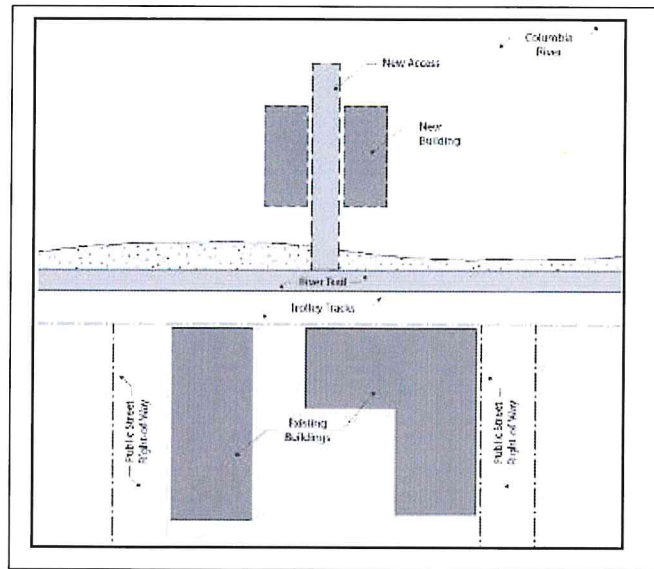 Columbia
River
New Access
New
Building
River Trail
Trolley Tracks
Public Street
Right-of-Way
Existing
Buildings
Public Street
Right-of-Way